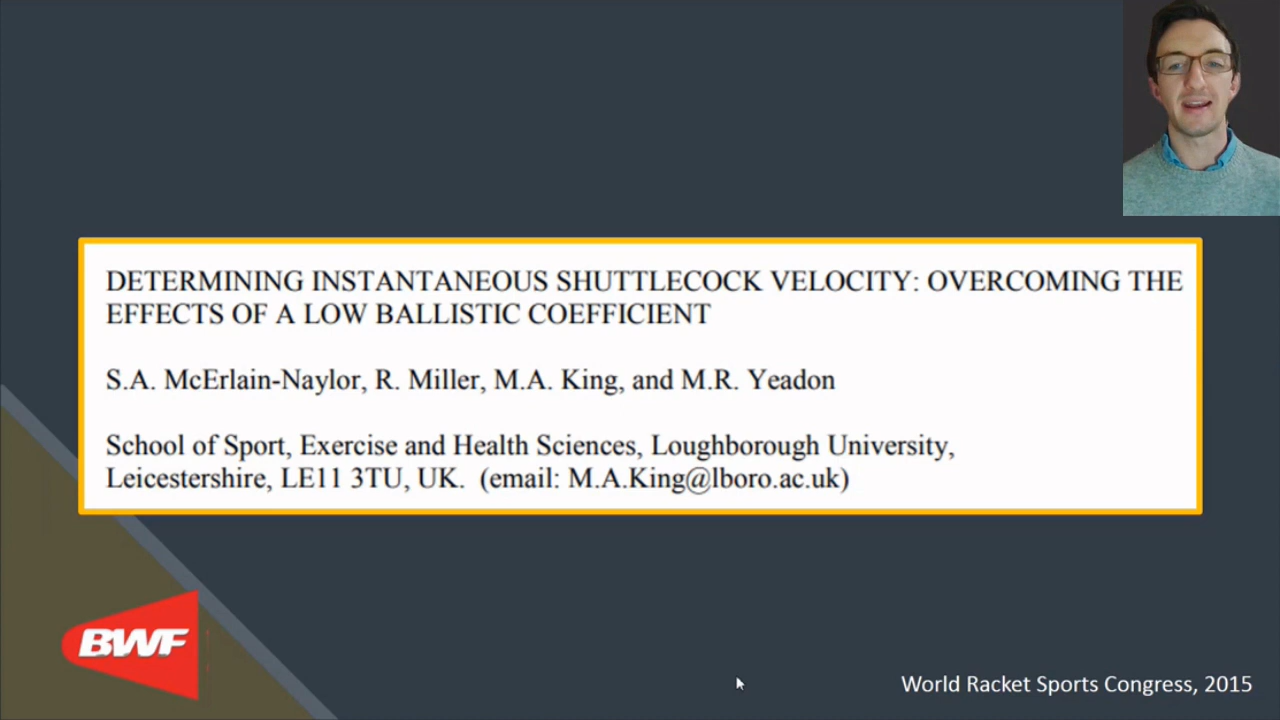 DETERMINING INSTANTANEOUS SHUTTLECOCK VELOCITY: OVERCOMING THE
EFFECTS OF A LOW BALLISTIC COEFFICIENT
S.A. McErlain-Naylor, R. Miller, M.A. King, and M.R. Yeadon
School of Sport, Exercise and Health Sciences, Loughborough University,
Leicestershire, LE11 3TU, UK. (email: M.A.King@lboro.ac.uk)
BWF
World Racket Sports Congress, 2015